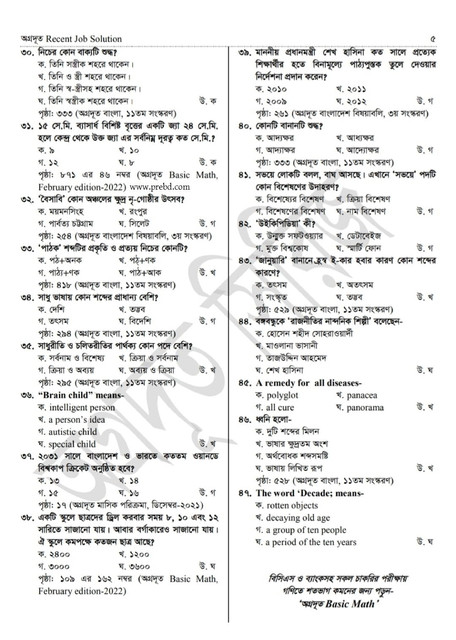 অগ্রদূত Recent Job Solution
৫
৩০. নিচের কোন বাক্যটি শুদ্ধ?
ক. তিনি সস্ত্রীক শহরে থাকেন।
খ. তিনি ও স্ত্রী শহরে থাকেন।
গ. তিনি স্ব-স্ত্রীসহ শহরে থাকেন।
ঘ. তিনি স্বস্ত্রীক শহরে থাকেন। উ. ক
পৃষ্ঠা: ৩৩৩ (অগ্রদূত বাংলা, ১১তম সংস্করণ)
৩১. ১৫ সে.মি. ব্যাসার্ধ বিশিষ্ট বৃত্তের একটি জ্যা ২৪ সে.মি.
হলে কেন্দ্র থেকে উক্ত জ্যা এর সর্বনিম্ন দূরত্ব কত সে.মি.?
ক. ৯ খ. ১০
গ. ১২ ঘ. ৮ উ. ক
পৃষ্ঠা: ৮৭১ এর ৪৬ নম্বর (অগ্রদূত Basic Math,
February edition-2022) www.prebd.com
৩২. ‘বৈসাবি’ কোন অঞ্চলের ক্ষুদ্র নৃ-গোষ্ঠীর উৎসব?
ক. ময়মনসিংহ খ. রংপুর
গ. পার্বত্য চট্টগ্রাম ঘ. সিলেট উ. গ
পৃষ্ঠা: ২৫৪ (অগ্রদূত বাংলাদেশ বিষয়াবলি, ৩য় সংস্করণ)
৩৩. ‘পাঠক’ শব্দটির প্রকৃতি ও প্রত্যয় নিচের কোনটি?
ক. পঠ+অনক খ. পঠ্+ণক
গ. পাঠ্য+ণক ঘ. পাঠ+আক উ. খ
পৃষ্ঠা: ৪১৮ (অগ্রদূত বাংলা, ১১তম সংস্করণ)
৩৪. সাধু ভাষায় কোন শব্দের প্রাধান্য বেশি?
ক. দেশি খ. তদ্ভব
গ. তৎসম ঘ. বিদেশি উ. গ
পৃষ্ঠা: ২৯৪ (অগ্রদূত বাংলা, ১১তম সংস্করণ)
৩৫. সাধুরীতি ও চলিতরীতির পার্থক্য কোন পদে বেশি?
ক. সর্বনাম ও বিশেষ্য খ. ক্রিয়া ও সর্বনাম
গ. ক্রিয়া ও অব্যয় ঘ. অব্যয় ও ক্রিয়া উ. খ
পৃষ্ঠা: ২৯৫ (অগ্রদূত বাংলা, ১১তম সংস্করণ)
৩৬. “Brain child” means-
ক. intelligent person
খ. a person's idea
গ. autistic child
ঘ. special child উ. খ
৩৭. ২০৩১ সালে বাংলাদেশ ও ভারতে কততম ওয়ানডে
বিশ্বকাপ ক্রিকেট অনুষ্ঠিত হবে?
ক. ১৩ খ. ১৪
গ. ১৫ ঘ. ১৬ উ. গ
পৃষ্ঠা: ১৭ (অগ্রদূত মাসিক পরিক্রমা, ডিসেম্বর-২০২১)
৩৮. একটি স্কুলে ছাত্রদের ড্রিল করবার সময় ৮, ১০ এবং ১২
সারিতে সাজানো যায়। আবার বর্গাকারেও সাজানো যায়।
ঐ স্কুলে কমপক্ষে কতজন ছাত্র আছে?
ক. ২৪০০ খ. ১২০০
গ. ৩০০০ ঘ. ৩৬০০ উ. ঘ
পৃষ্ঠা: ১০৯ এর ১৬২ নম্বর (অগ্রদূত Basic Math,
February edition-2022)
৩৯. মাননীয় প্রধানমন্ত্রী শেখ হাসিনা কত সালে প্রত্যেক
শিক্ষার্থীর হতে বিনামূল্যে পাঠ্যপুস্তক তুলে দেওয়ার
নির্দেশনা প্রদান করেন?
ক. ২০১০ খ. ২০১১
গ. ২০০৯ ঘ. ২০১২ উ. গ
পৃষ্ঠা: ২৬১ (অগ্রদূত বাংলাদেশ বিষয়াবলি, ৩য় সংস্করণ)
৪০. কোনটি বানানটি শুদ্ধ?
ক. আদ্যক্ষর খ. আধ্যক্ষর
গ. আদ্যাক্ষর ঘ. আদ্যোক্ষর উ. গ
পৃষ্ঠা: ৩৩৩ (অগ্রদূত বাংলা, ১১তম সংস্করণ)
৪১. সভয়ে লোকটি বলল, বাঘ আসছে। এখানে ‘সভয়ে’ পদটি
কোন বিশেষণের উদাহরণ?
ক. বিশেষ্যের বিশেষণ খ. ক্রিয়া বিশেষণ
গ. বিশেষণের বিশেষণ ঘ. নাম বিশেষণ উ. গ
৪২. ‘উইকিপিডিয়া’ কী?
ক. উন্মুক্ত সফটওয়্যার খ. ডেটাবেইজ
গ. মুক্ত বিশ্বকোষ ঘ. স্মার্ট ফোন উ. গ
৪৩. ‘জানুয়ারি’ বানানে হ্রস্ব ই-কার হবার কারণ কোন শব্দের
কারণে?
ক. তৎসম খ. অতৎসম
গ. সংস্কৃত ঘ. তদ্ভব উ. খ
পৃষ্ঠা: ৫২৯ (অগ্রদূত বাংলা, ১১তম সংস্করণ)
৪৪. বঙ্গবন্ধুকে ‘রাজনীতির নান্দনিক শিল্পী’ বলেছেন-
ক. হোসেন শহীদ সোহরাওয়ার্দী
খ. মাওলানা ভাসানী
গ. তাজউদ্দিন আহমেদ
ঘ. শেখ হাসিনা উ. ঘ
৪৫. A remedy for all diseases-
ক. polyglot খ. panacea
গ. all cure ঘ. panorama উ. খ
৪৬. ধ্বনি হলো-
ক. দুটি শব্দের মিলন
খ. ভাষার ক্ষুদ্রতম অংশ
গ. অর্থবোধক শব্দসমষ্টি
ঘ. ভাষায় লিখিত রূপ উ. খ
পৃষ্ঠা: ৫২৮ (অগ্রদূত বাংলা, ১১তম সংস্করণ)
৪৭. The word ‘Decade; means-
ক. rotten objects
খ. decaying old age
গ. a group of ten people
ঘ. a period of the ten years উ. ঘ
বিসিএস ও ব্যাংকসহ সকল চাকরির পরীক্ষায়
গণিতে শতভাগ কমনের জন্য পড়ুন-
‘অগ্রদূত Basic Math’